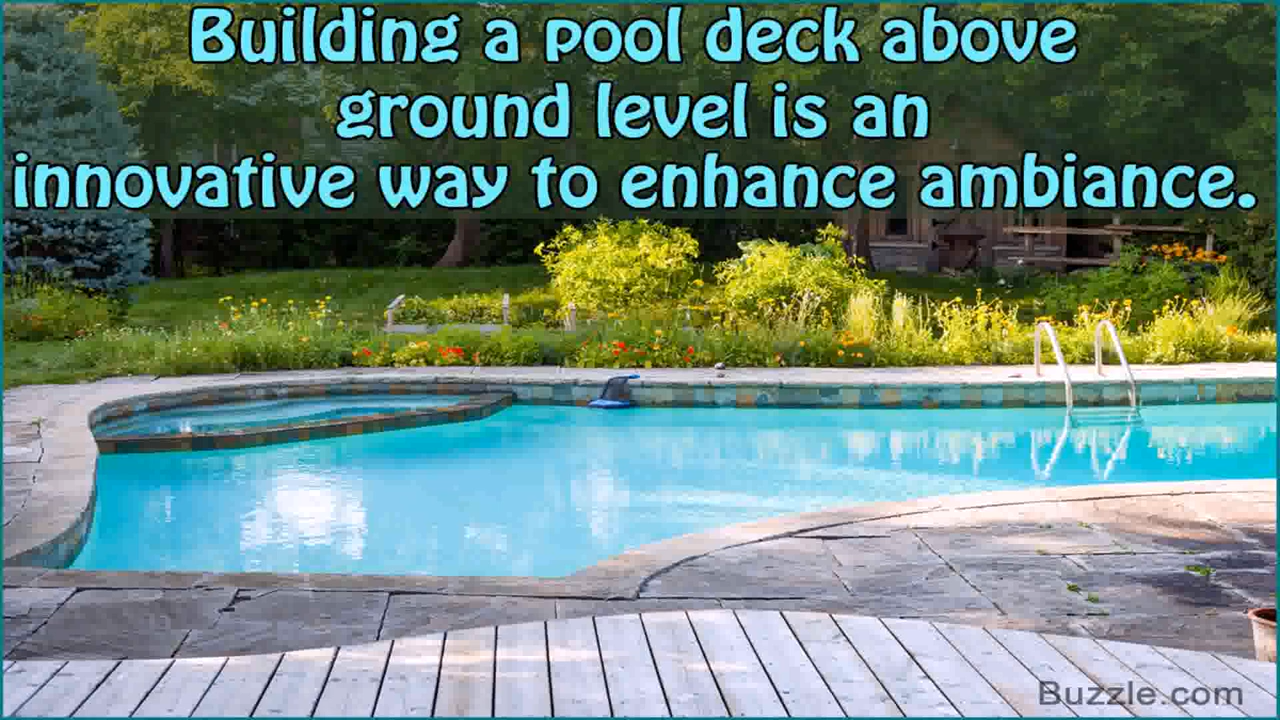 Building a pool deck above
ground level is an
innovative way to enhance ambiance.
Buzzle.com